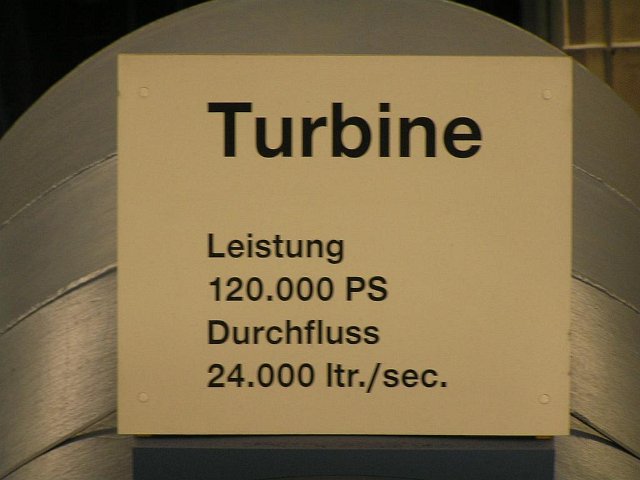 Turbine
Leistung
120.000 PS
Durchfluss
24.000 ltr./sec.